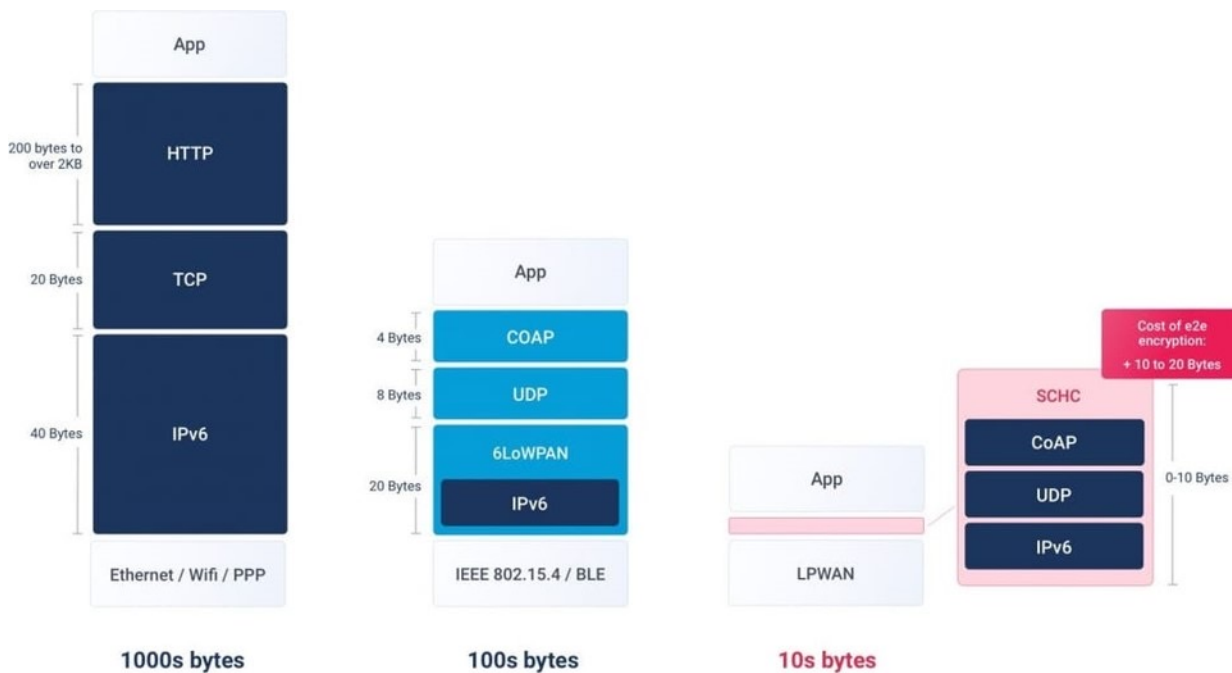 App
200 bytes to
over 2KB
HTTP
20 Bytes
TCP
40 Bytes
IPv6
Ethernet / Wifi / PPP
1000s bytes
App
4 Bytes
COAP
8 Bytes
UDP
20 Bytes
6LoWPAN
IPv6
IEEE 802.15.4 / BLE
100s bytes
App
LPWAN
10s bytes
Cost of e2e
encryption:
+ 10 to 20 Bytes
SCHC
CoAP
UDP
IPv6
0-10 Bytes